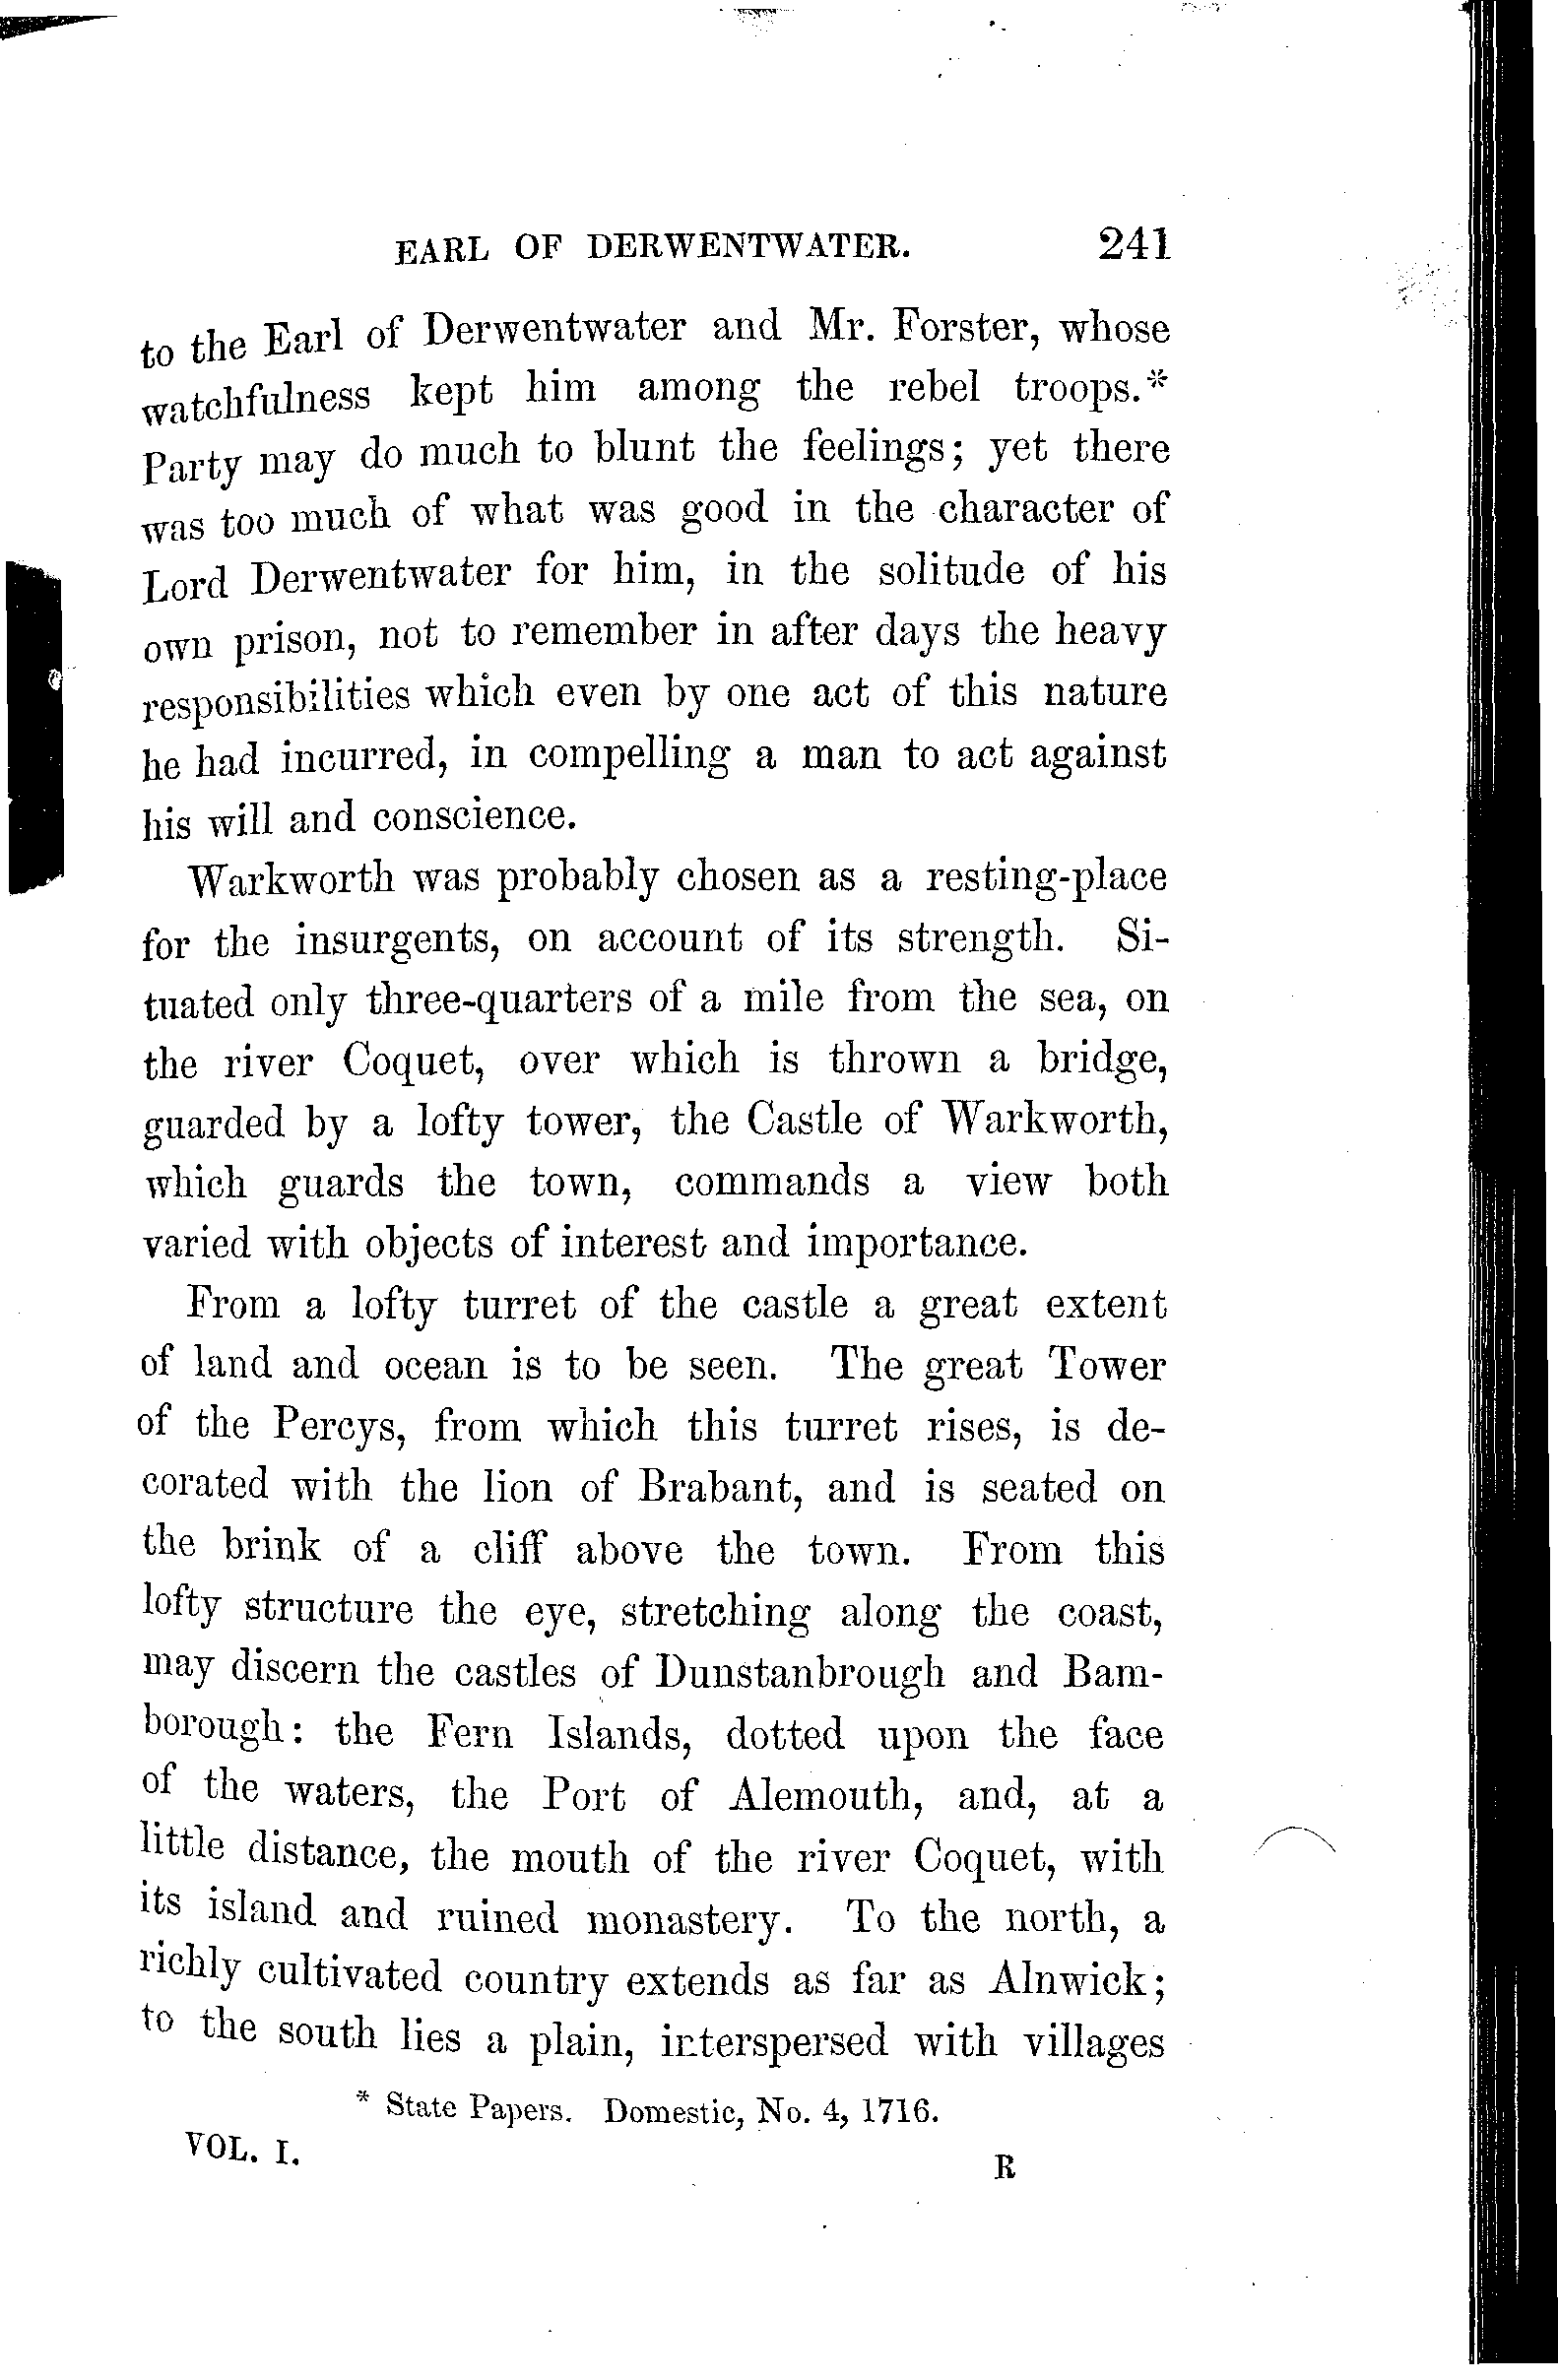 EARL OF DERWENTWATER. 241
to the Earl of Derwentwater and Mr. Forster, whose
watchfulness kept him among the rebel troops.*
Party may do much to blunt the feelings; yet there
was too much of what was good in the character of
Lord Derwentwater for him, in the solitude of his
own prison, not to remember in after days the heavy
responsibilities which even by one act of this nature
he had incurred, in compelling a man to act against
his will and conscience.
Warkworth was probably chosen as a resting-place
for the insurgents, on account of its strength. Si-
tuated only three-quarters of a mile from the sea, on
the river Coquet, over which is thrown a bridge,
guarded by a lofty tower, the Castle of Warkworth,
which guards the town, commands a view both
varied with objects of interest and importance.
From a lofty turret of the castle a great extent
of land and ocean is to be seen. The great Tower
of the Percys, from which this turret rises, is de-
corated with the lion of Brabant, and is seated on
the brink of a cliff above the town. From this
lofty structure the eye, stretching along the coast,
may discern the castles of Dunstanbrough and Bam-
borough: the Fern Islands, dotted upon the face
of the waters, the Port of Alemouth, and, at a
little distance, the mouth of the river Coquet, with
its island and ruined monastery. To the north, a
richly cultivated country extends as far as Alnwick;
to the south lies a plain, interspersed with villages
* State Papers. Domestic, No. 4, 1716.
VOL. I. R